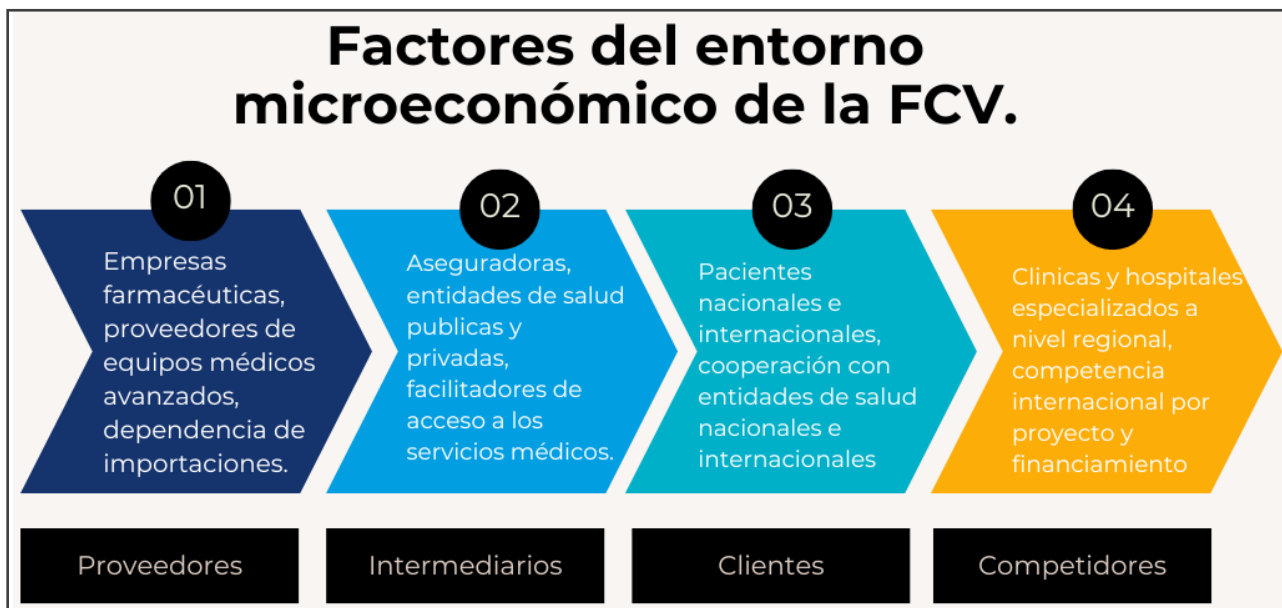 Factores del entorno
microeconómico de la FCV.
01
Empresas
farmacéuticas,
proveedores de
equipos médicos
avanzados,
dependencia de
importaciones.
Proveedores
02
Aseguradoras,
entidades de salud
publicas y
privadas,
facilitadores de
acceso a los
servicios médicos.
Intermediarios
03
Pacientes
nacionales e
internacionales,
cooperación con
entidades de salud
nacionales e
internacionales
Clientes
04
Clinicas y hospitales
especializados a
nivel regional,
competencia
internacional por
proyecto y
financiamiento
Competidores